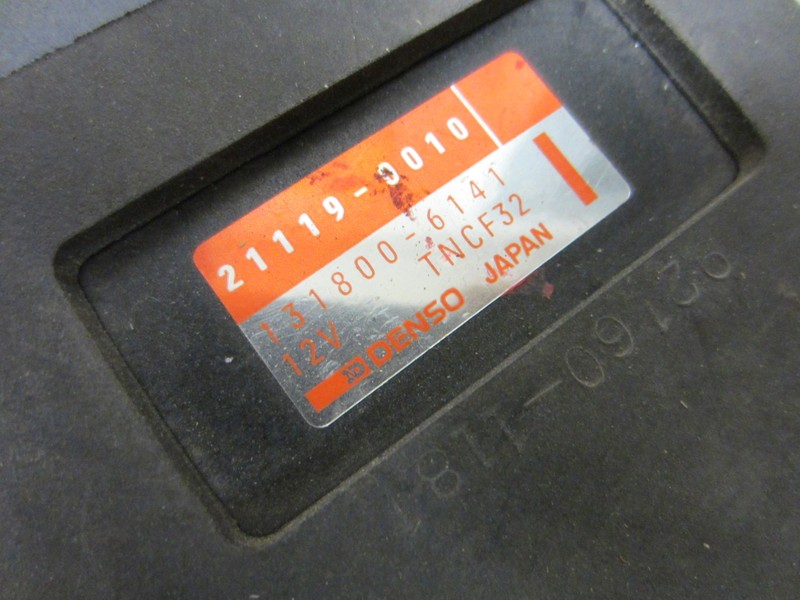 21119-0010
131800-6141
12V TNCF32
DENSO JAPAN